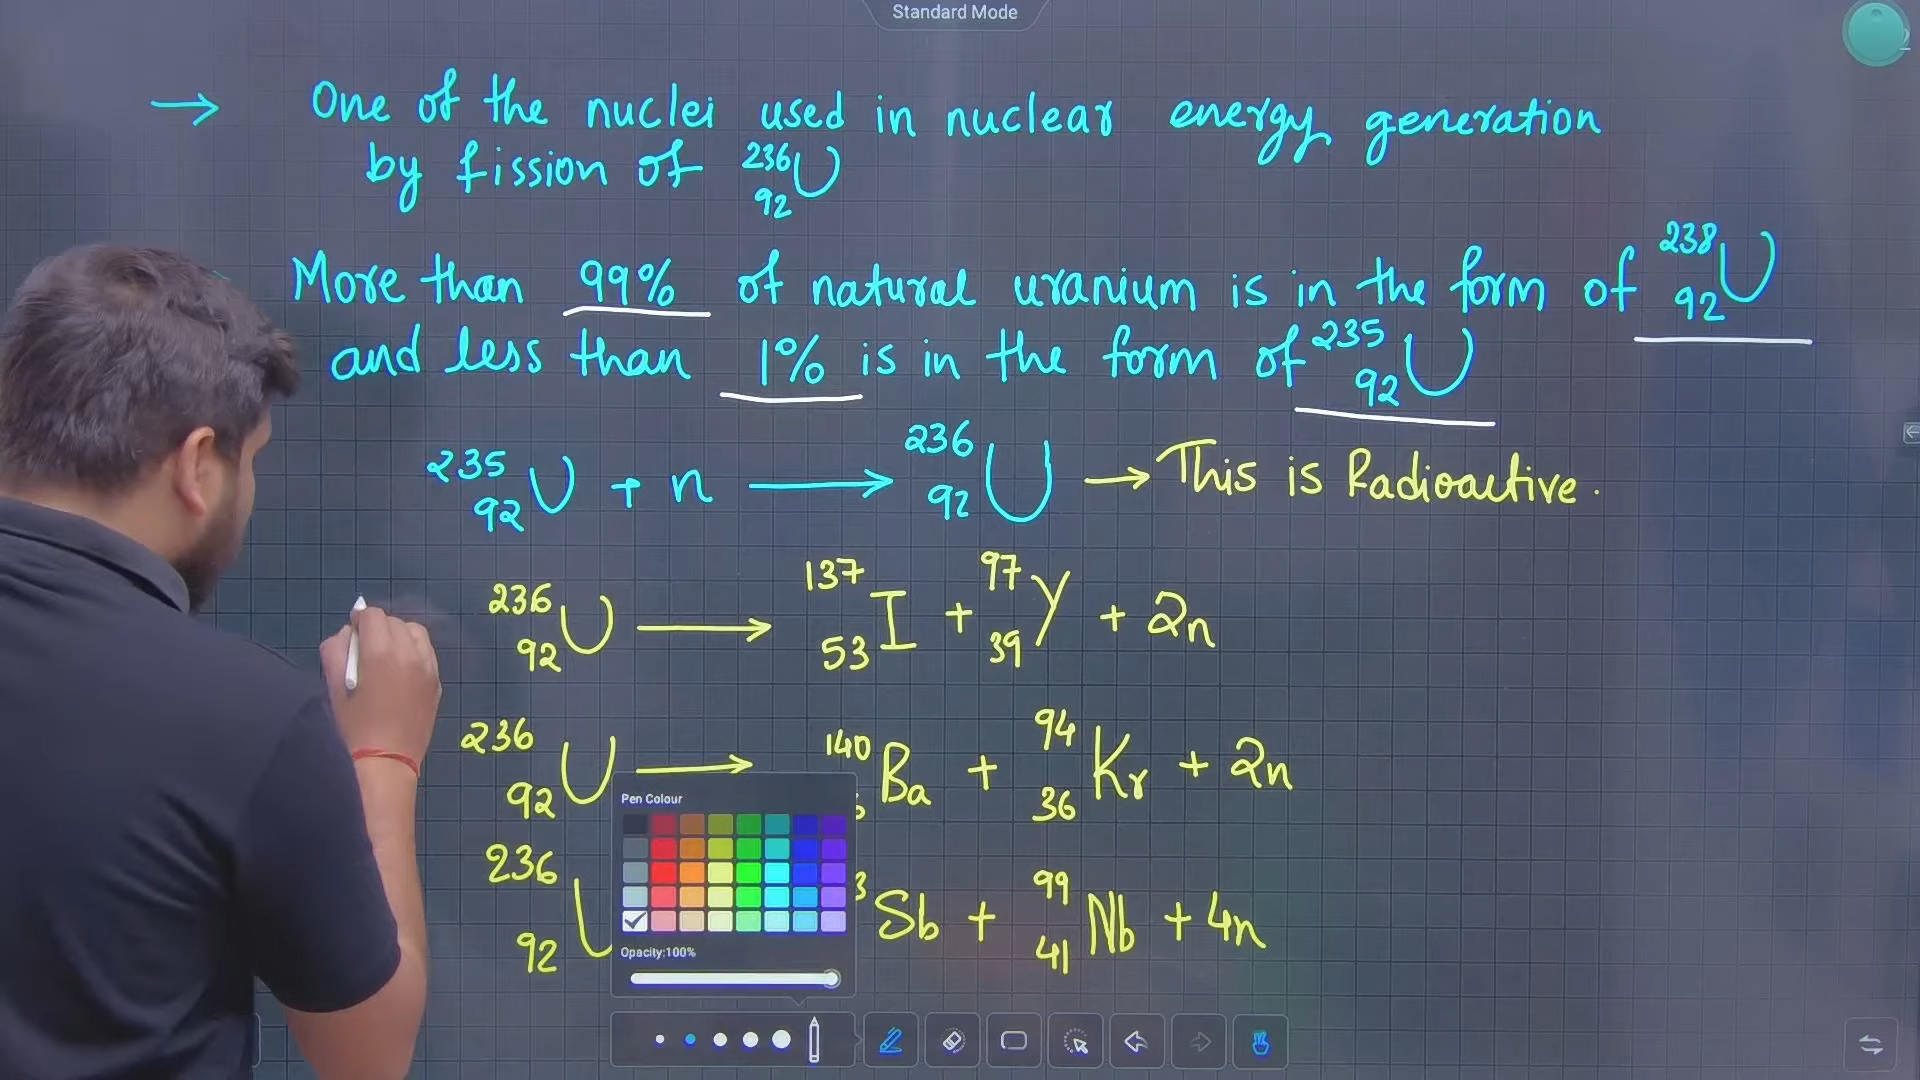 Standard Mode
→ One of the nuclei used in nuclear energy generation
by fission of ²³⁶₉₂U
More than 99% of natural uranium is in the form of ²³⁸₉₂U
and less than 1% is in the form of ²³⁵₉₂U
²³⁵₉₂U + n → ²³⁶₉₂U → This is Radioactive.
²³⁶₉₂U → ¹³⁷₅₃I + ⁹⁷₃₉Y + 2n
²³⁶₉₂U → ¹⁴⁰Ba + ⁹⁴₃₆Kr + 2n
²³⁶₉₂U Sb + ⁹⁹₄₁Nb + 4n
Pen Colour
Opacity:100%